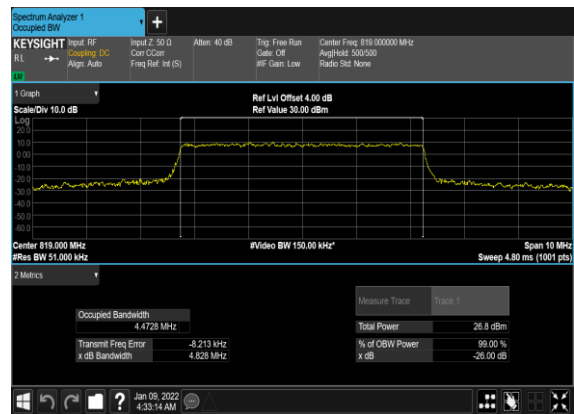 Spectrum Analyzer 1
Occupied BW
KEYSIGHT Input: RF Input Z: 50 Ω Atten: 40 dB Trig: Free Run Center Freq: 819.000000 MHz
RL Coupling: DC Corr CCorr Gate: Off Avg|Hold: 500/500
Align: Auto Freq Ref: Int (S) #IF Gain: Low Radio Std: None
1 Graph
Ref Lvl Offset 4.00 dB
Scale/Div 10.0 dB Ref Value 30.00 dBm
Log
20.0
10.0
0.00
-10.0
-20.0
-30.0
-40.0
-50.0
-60.0
Center 819.000 MHz #Video BW 150.00 kHz* Span 10 MHz
#Res BW 51.000 kHz Sweep 4.80 ms (1001 pts)
2 Metrics
Measure Trace Trace 1
Occupied Bandwidth
4.4728 MHz Total Power 26.8 dBm
Transmit Freq Error -8.213 kHz % of OBW Power 99.00 %
x dB Bandwidth 4.828 MHz x dB -26.00 dB
Jan 09, 2022
4:33:14 AM